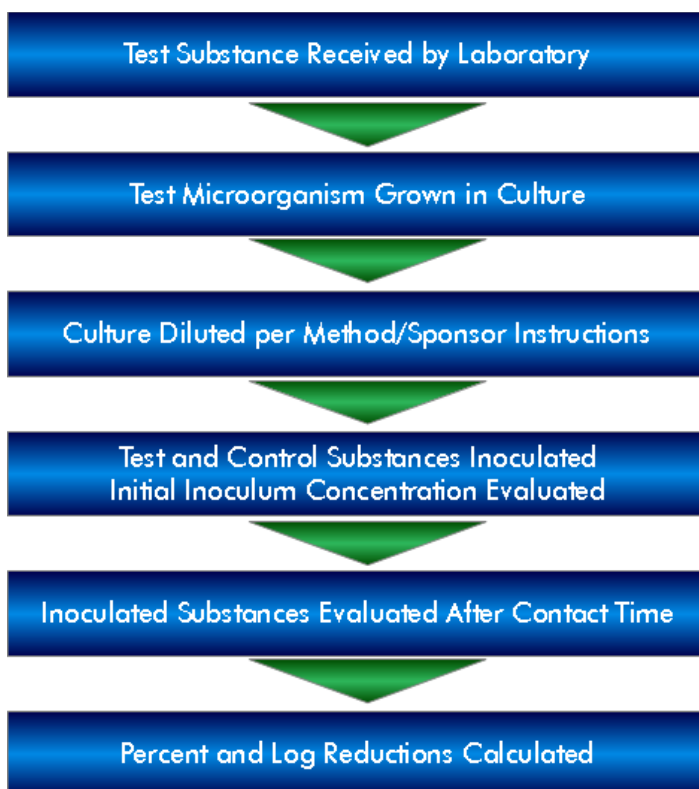 Test Substance Received by Laboratory
Test Microorganism Grown in Culture
Culture Diluted per Method/Sponsor Instructions
Test and Control Substances Inoculated
Initial Inoculum Concentration Evaluated
Inoculated Substances Evaluated After Contact Time
Percent and Log Reductions Calculated